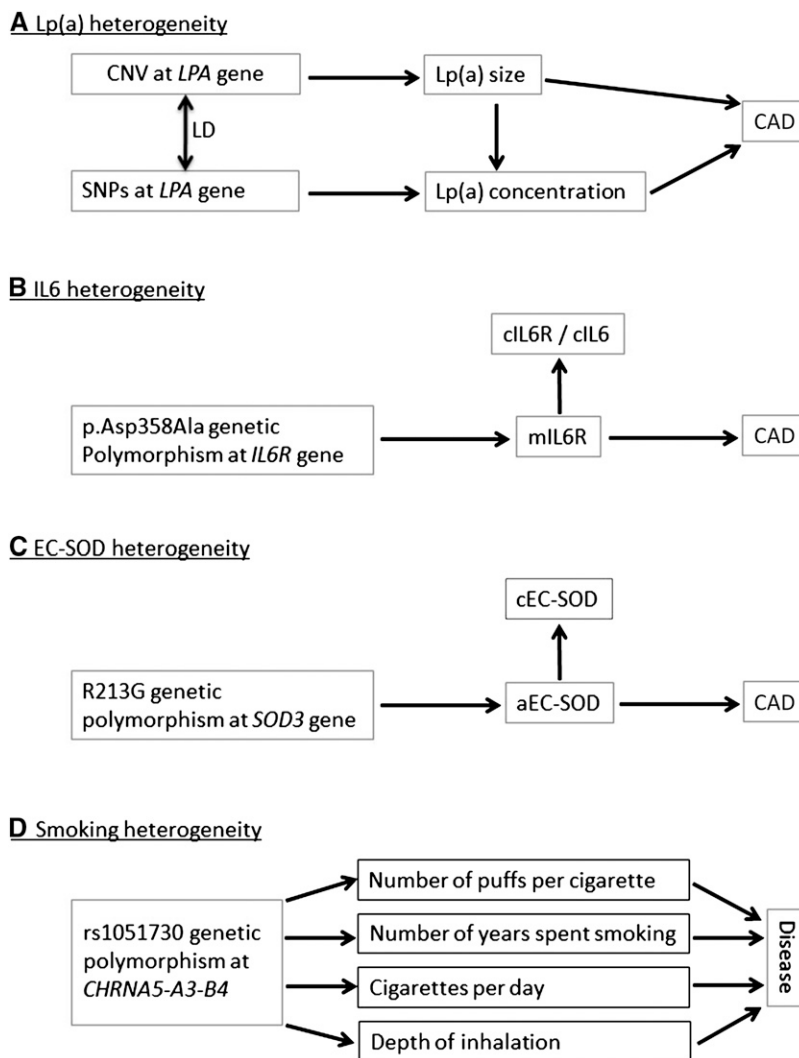 A Lp(a) heterogeneity
CNV at LPA gene
Lp(a) size
CAD
LD
SNPs at LPA gene
Lp(a) concentration
B IL6 heterogeneity
cIL6R / cIL6
p.Asp358Ala genetic
Polymorphism at IL6R gene
mIL6R
CAD
C EC-SOD heterogeneity
cEC-SOD
R213G genetic
polymorphism at SOD3 gene
aEC-SOD
CAD
D Smoking heterogeneity
rs1051730 genetic
polymorphism at
CHRNA5-A3-B4
Number of puffs per cigarette
Number of years spent smoking
Cigarettes per day
Depth of inhalation
Disease